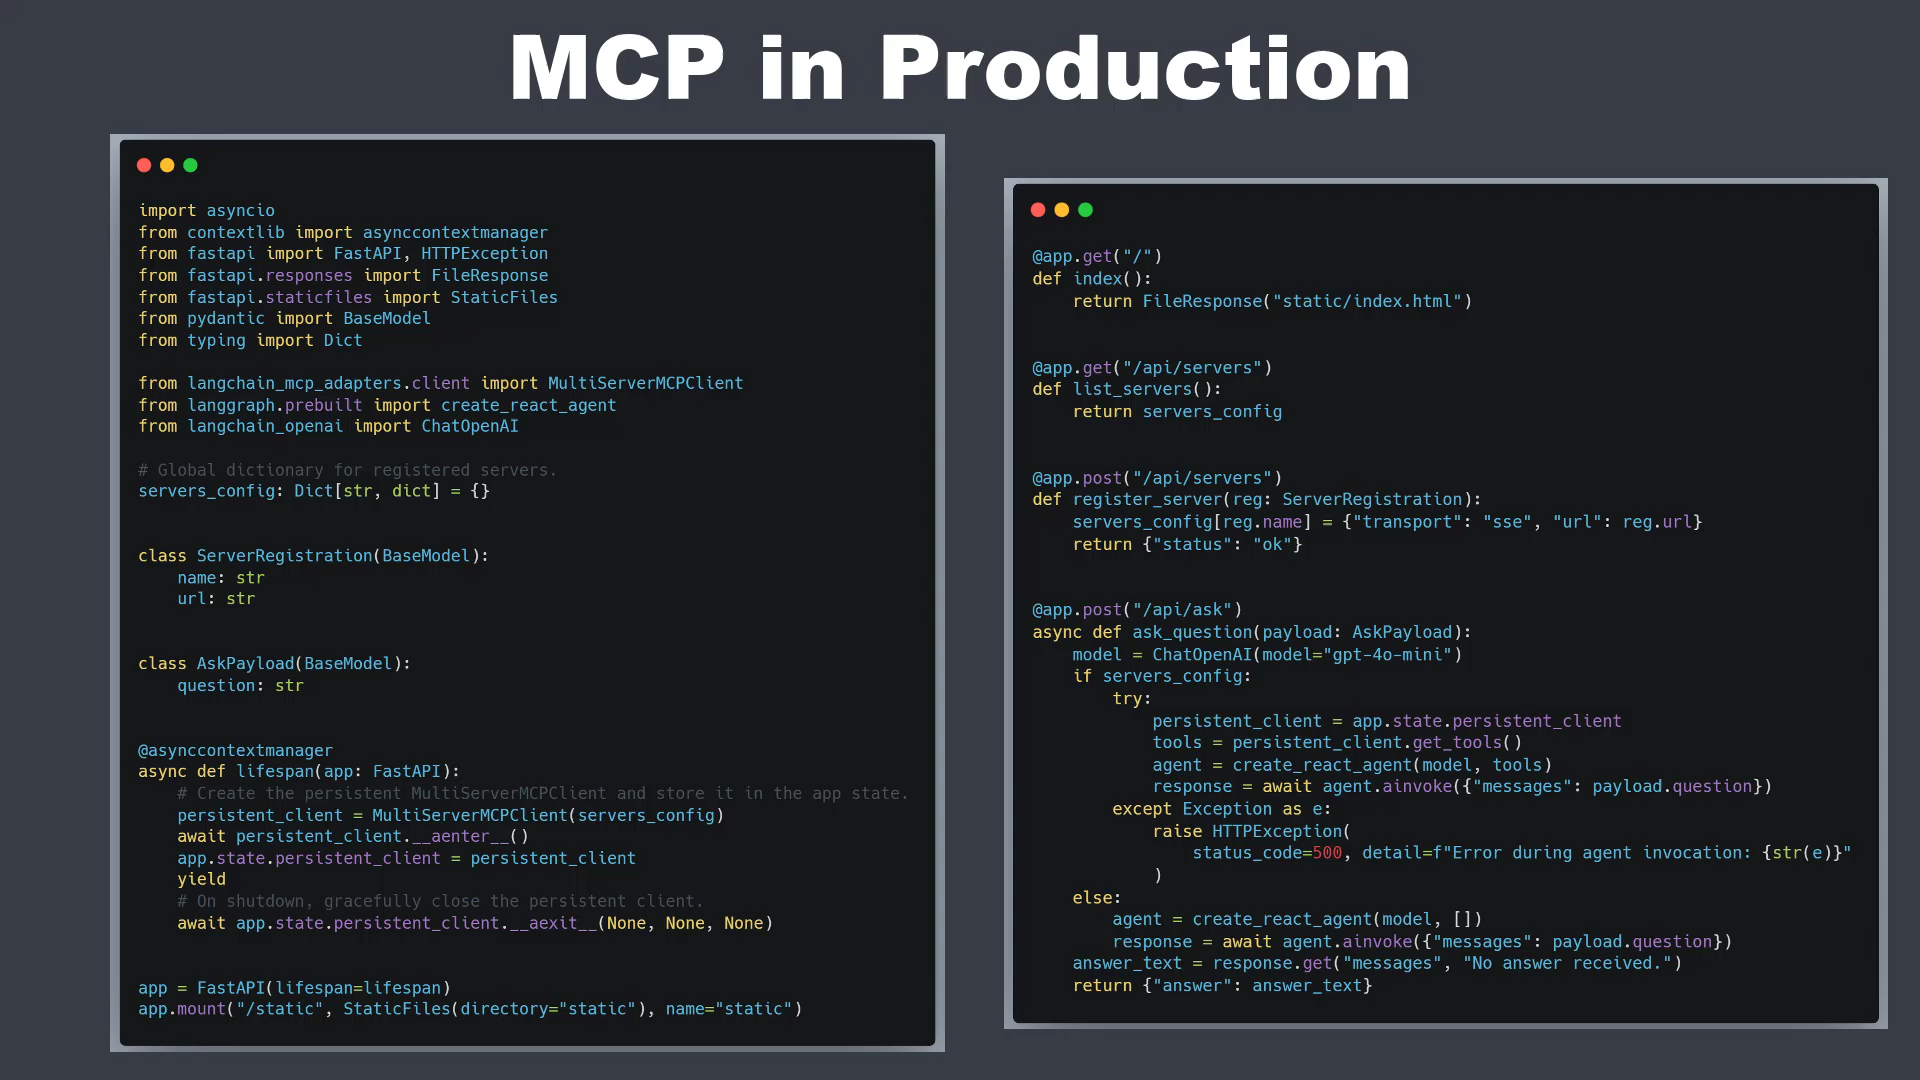 MCP in Production
import asyncio
from contextlib import asynccontextmanager
from fastapi import FastAPI, HTTPException
from fastapi.responses import FileResponse
from fastapi.staticfiles import StaticFiles
from pydantic import BaseModel
from typing import Dict
from langchain_mcp_adapters.client import MultiServerMCPClient
from langgraph.prebuilt import create_react_agent
from langchain_openai import ChatOpenAI
# Global dictionary for registered servers.
servers_config: Dict[str, dict] = {}
class ServerRegistration(BaseModel):
    name: str
    url: str
class AskPayload(BaseModel):
    question: str
@asynccontextmanager
async def lifespan(app: FastAPI):
    # Create the persistent MultiServerMCPClient and store it in the app state.
    persistent_client = MultiServerMCPClient(servers_config)
    await persistent_client.__aenter__()
    app.state.persistent_client = persistent_client
    yield
    # On shutdown, gracefully close the persistent client.
    await app.state.persistent_client.__aexit__(None, None, None)
app = FastAPI(lifespan=lifespan)
app.mount("/static", StaticFiles(directory="static"), name="static")
@app.get("/")
def index():
    return FileResponse("static/index.html")
@app.get("/api/servers")
def list_servers():
    return servers_config
@app.post("/api/servers")
def register_server(reg: ServerRegistration):
    servers_config[reg.name] = {"transport": "sse", "url": reg.url}
    return {"status": "ok"}
@app.post("/api/ask")
async def ask_question(payload: AskPayload):
    model = ChatOpenAI(model="gpt-4o-mini")
    if servers_config:
        try:
            persistent_client = app.state.persistent_client
            tools = persistent_client.get_tools()
            agent = create_react_agent(model, tools)
            response = await agent.ainvoke({"messages": payload.question})
        except Exception as e:
            raise HTTPException(
                status_code=500, detail=f"Error during agent invocation: {str(e)}"
            )
    else:
        agent = create_react_agent(model, [])
        response = await agent.ainvoke({"messages": payload.question})
    answer_text = response.get("messages", "No answer received.")
    return {"answer": answer_text}